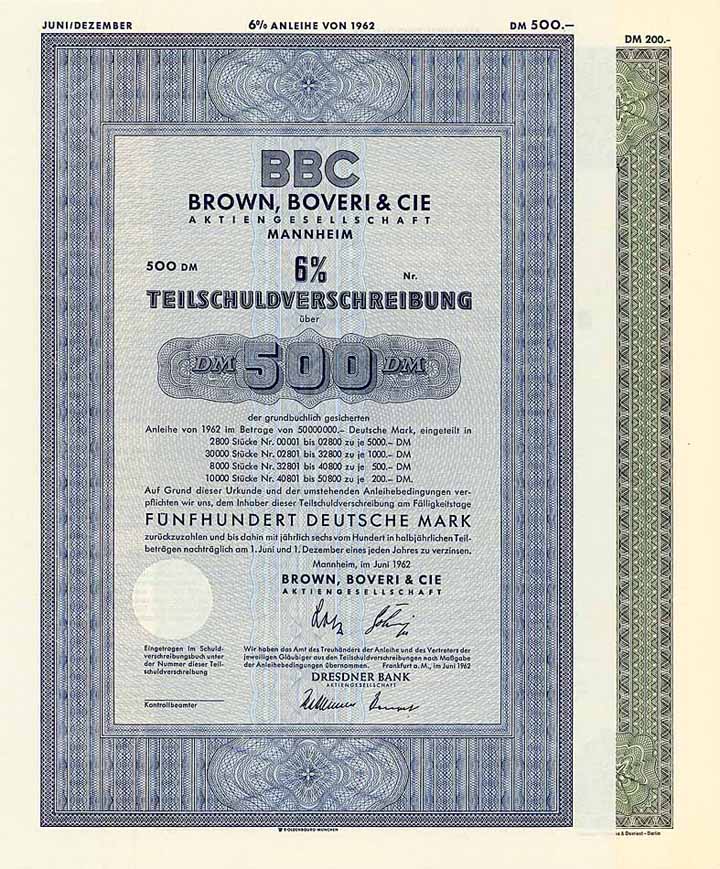 JUNI/DEZEMBER 6% ANLEIHE VON 1962 DM 500.—
DM 200.–
BBC
BROWN, BOVERI & CIE
AKTIENGESELLSCHAFT
MANNHEIM
500 DM 6% Nr.
TEILSCHULDVERSCHREIBUNG
über
DM 500 DM
der grundbuchlich gesicherten
Anleihe von 1962 im Betrage von 50000000.– Deutsche Mark, eingeteilt in
2800 Stücke Nr. 00001 bis 02800 zu je 5000.– DM
30000 Stücke Nr. 02801 bis 32800 zu je 1000.– DM
8000 Stücke Nr. 32801 bis 40800 zu je 500.– DM
10000 Stücke Nr. 40801 bis 50800 zu je 200.– DM.
Auf Grund dieser Urkunde und der umstehenden Anleihebedingungen ver-
pflichten wir uns, dem Inhaber dieser Teilschuldverschreibung am Fälligkeitstage
FÜNFHUNDERT DEUTSCHE MARK
zurückzuzahlen und bis dahin mit jährlich sechs vom Hundert in halbjährlichen Teil-
beträgen nachträglich am 1. Juni und 1. Dezember eines jeden Jahres zu verzinsen.
Mannheim, im Juni 1962
BROWN, BOVERI & CIE
AKTIENGESELLSCHAFT
Eingetragen im Schuld-
verschreibungsbuch unter
der Nummer dieser Teil-
schuldverschreibung
Kontrollbeamter
Wir haben das Amt des Treuhänders der Anleihe und des Vertreters der
jeweiligen Gläubiger aus den Teilschuldverschreibungen nach Maßgabe
der Anleihebedingungen übernommen. Frankfurt a. M., im Juni 1962
DRESDNER BANK
AKTIENGESELLSCHAFT
R. OLDENBOURG MÜNCHEN
& Devrient – Berlin